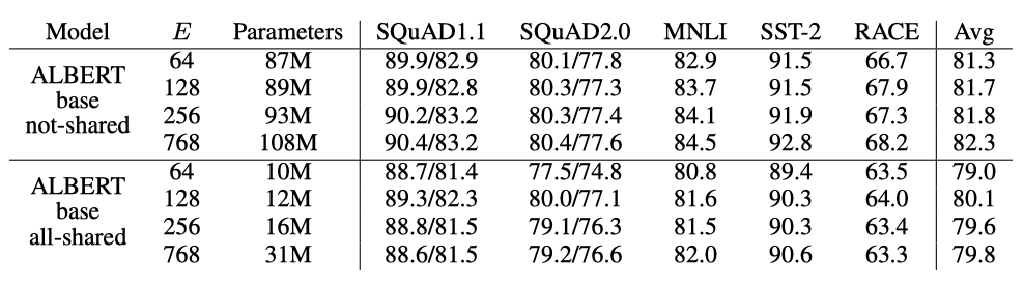 Model E Parameters SQuAD1.1 SQuAD2.0 MNLI SST-2 RACE Avg
ALBERT base not-shared 64 87M 89.9/82.9 80.1/77.8 82.9 91.5 66.7 81.3
128 89M 89.9/82.8 80.3/77.3 83.7 91.5 67.9 81.7
256 93M 90.2/83.2 80.3/77.4 84.1 91.9 67.3 81.8
768 108M 90.4/83.2 80.4/77.6 84.5 92.8 68.2 82.3
ALBERT base all-shared 64 10M 88.7/81.4 77.5/74.8 80.8 89.4 63.5 79.0
128 12M 89.3/82.3 80.0/77.1 81.6 90.3 64.0 80.1
256 16M 88.8/81.5 79.1/76.3 81.5 90.3 63.4 79.6
768 31M 88.6/81.5 79.2/76.6 82.0 90.6 63.3 79.8